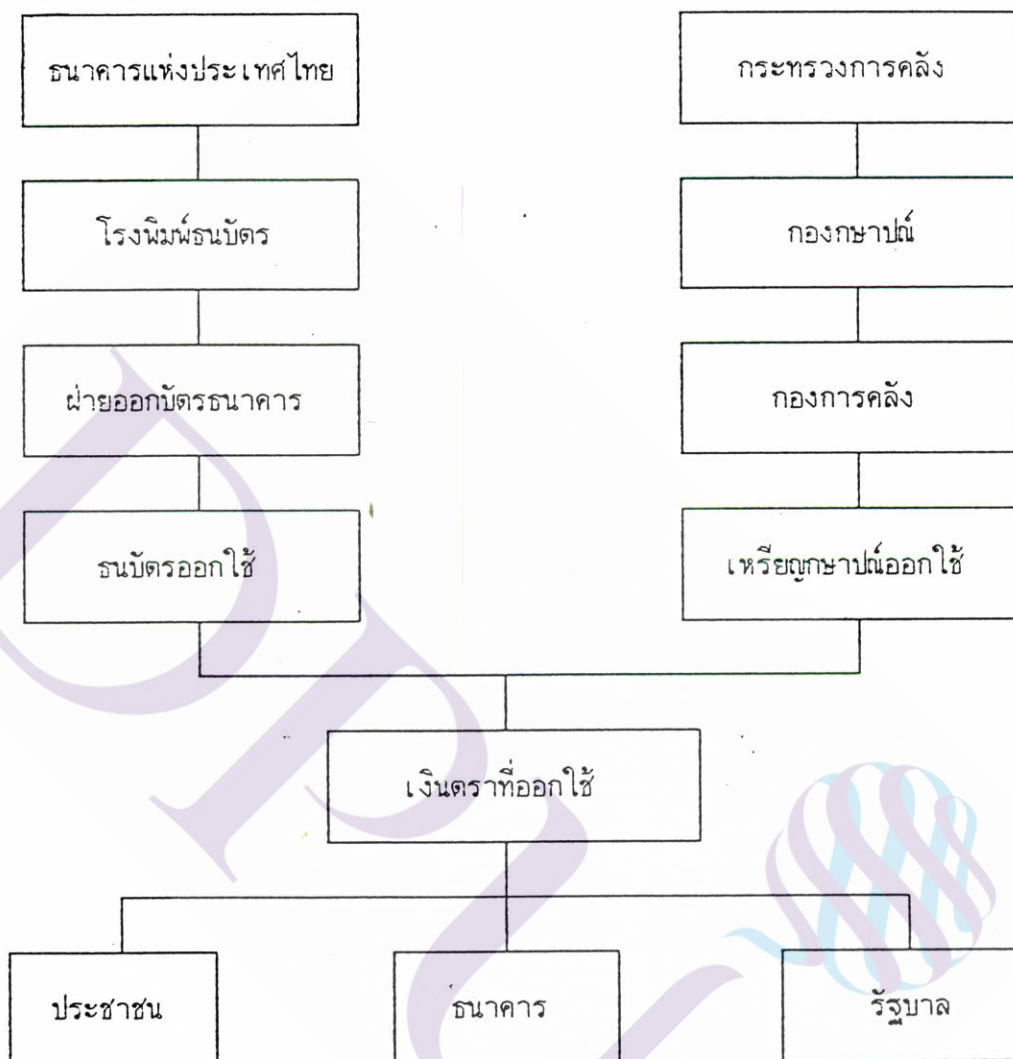 ธนาคารแห่งประเทศไทย
กระทรวงการคลัง
โรงพิมพ์ธนบัตร
กองกษาปณ์
ฝ่ายออกบัตรธนาคาร
กองการคลัง
ธนบัตรออกใช้
เหรียญกษาปณ์ออกใช้
เงินตราที่ออกใช้
ประชาชน
ธนาคาร
รัฐบาล
DPU